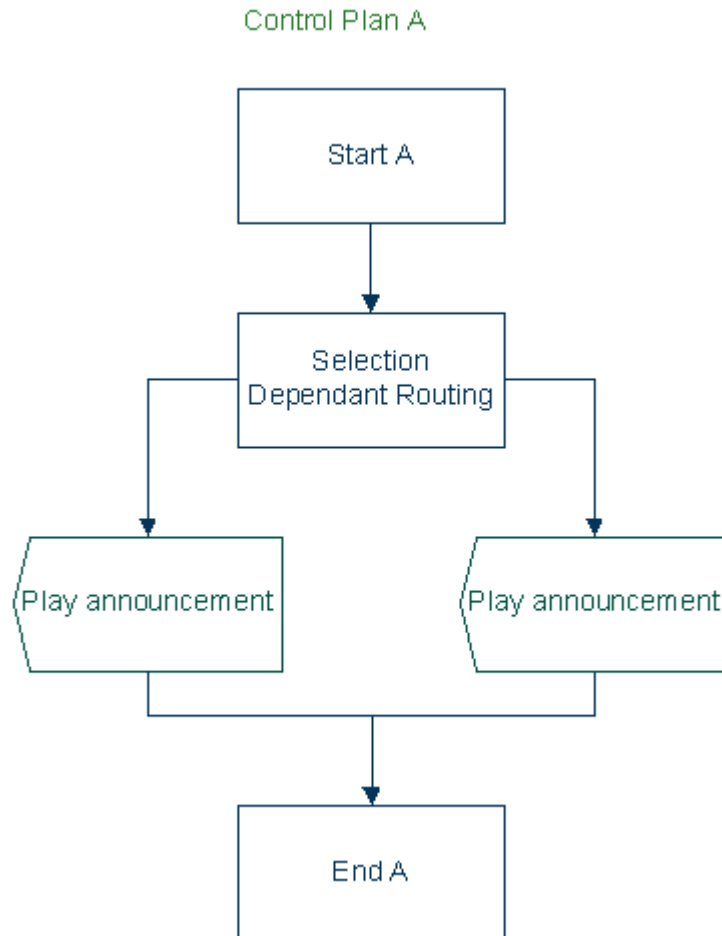 Control Plan A
Start A
Selection
Dependant Routing
Play announcement
Play announcement
End A